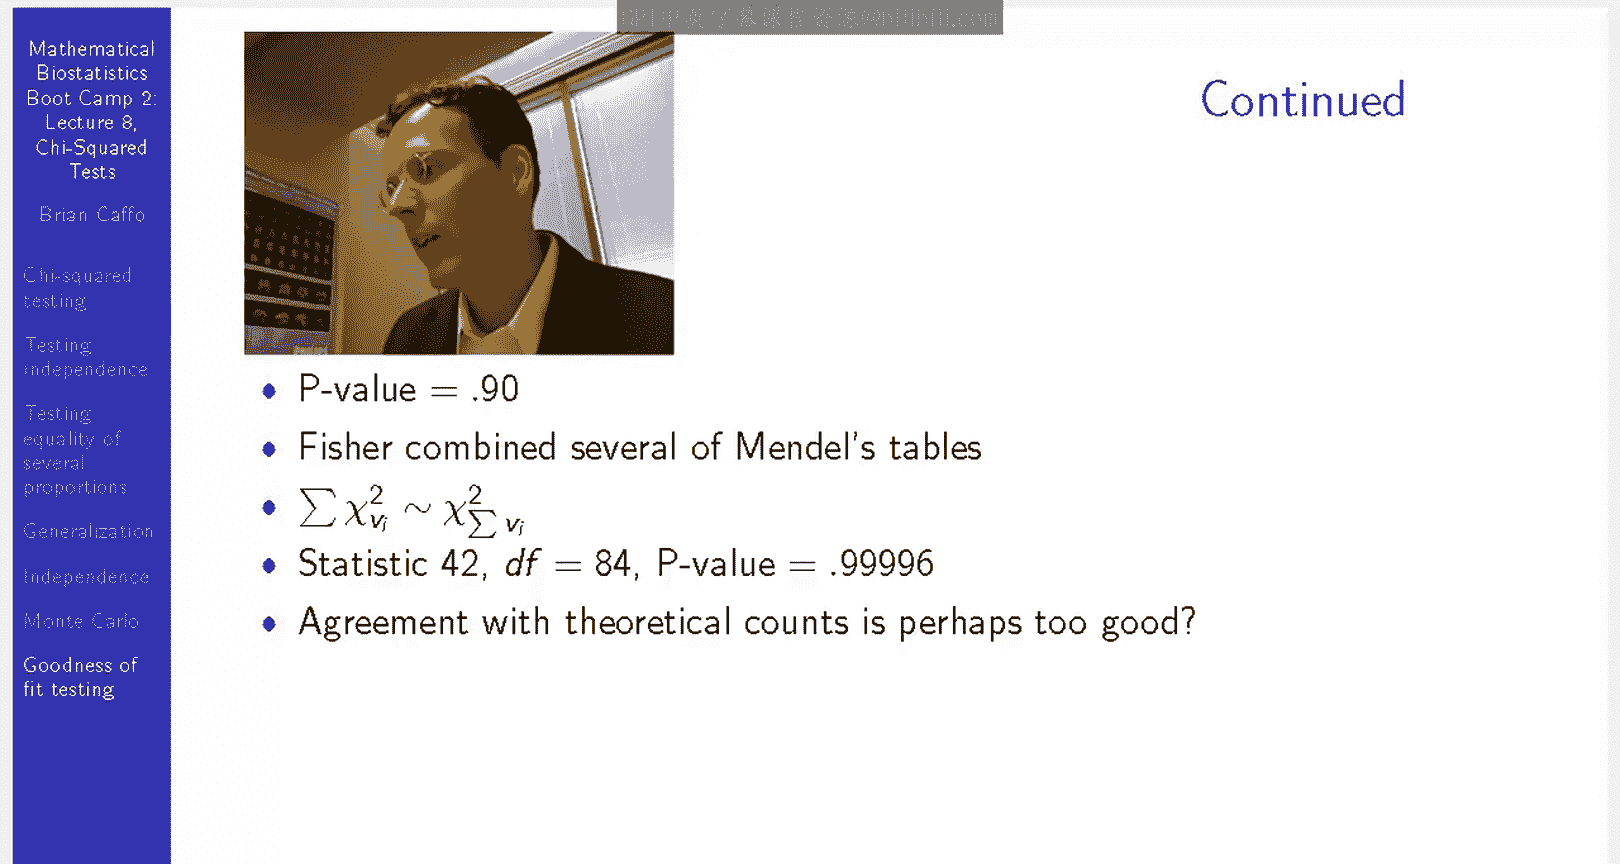 Mathematical
Biostatistics
Boot Camp 2:
Lecture 8,
Chi-Squared
Tests
Brian Caffo
Chi-squared
testing
Testing
independence
Testing
equality of
several
proportions
Generalization
Independence
Monte Carlo
Goodness of
fit testing
Continued
• P-value = .90
• Fisher combined several of Mendel's tables
• ∑ χ²_{v_i} ∼ χ²_{∑ v_i}
• Statistic 42, df = 84, P-value = .99996
• Agreement with theoretical counts is perhaps too good?